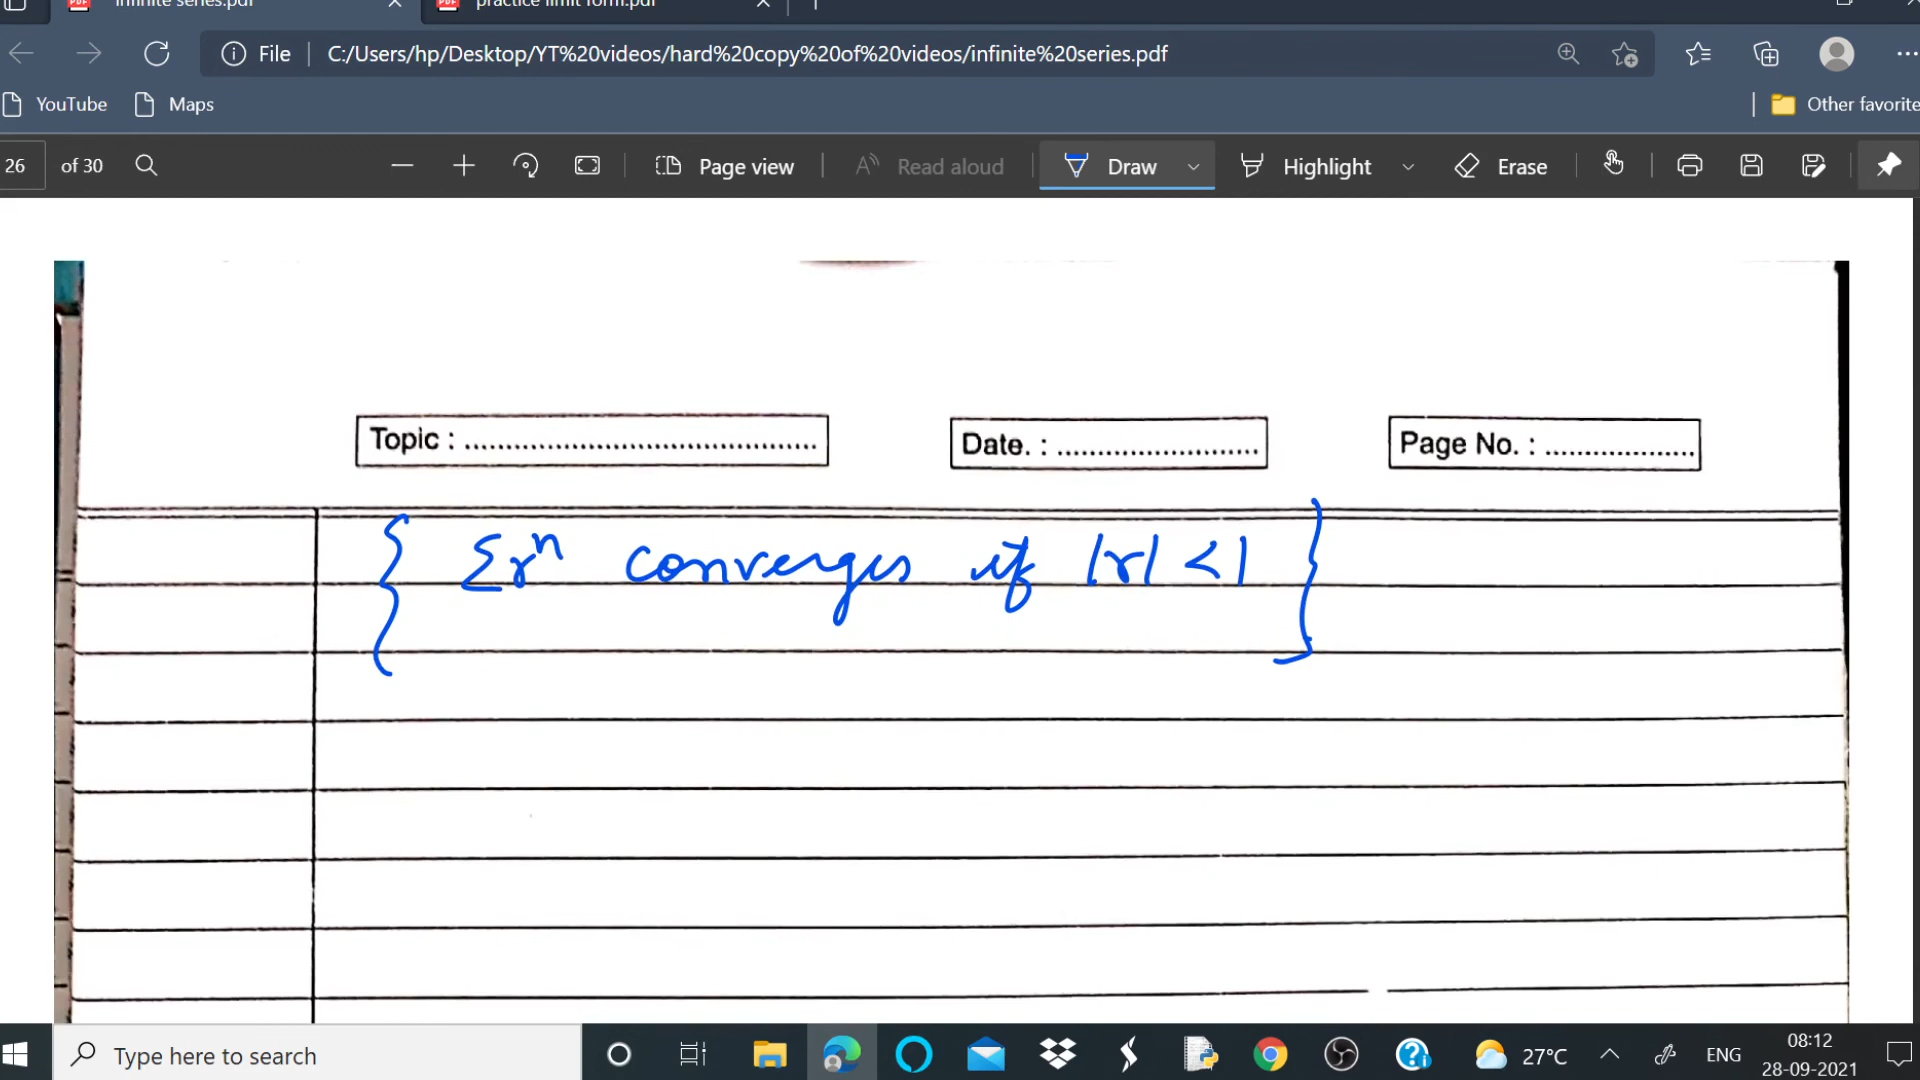 infinite series.pdf
practice limit form.pdf
File
C:/Users/hp/Desktop/YT%20videos/hard%20copy%20of%20videos/infinite%20series.pdf
YouTube
Maps
Other favorite
26 of 30
Page view
Read aloud
Draw
Highlight
Erase
Topic : ..........................................
Date. : .........................
Page No. : ..................
{ Σrⁿ converges if |r| <1 }
Type here to search
27°C
ENG
08:12
28-09-2021